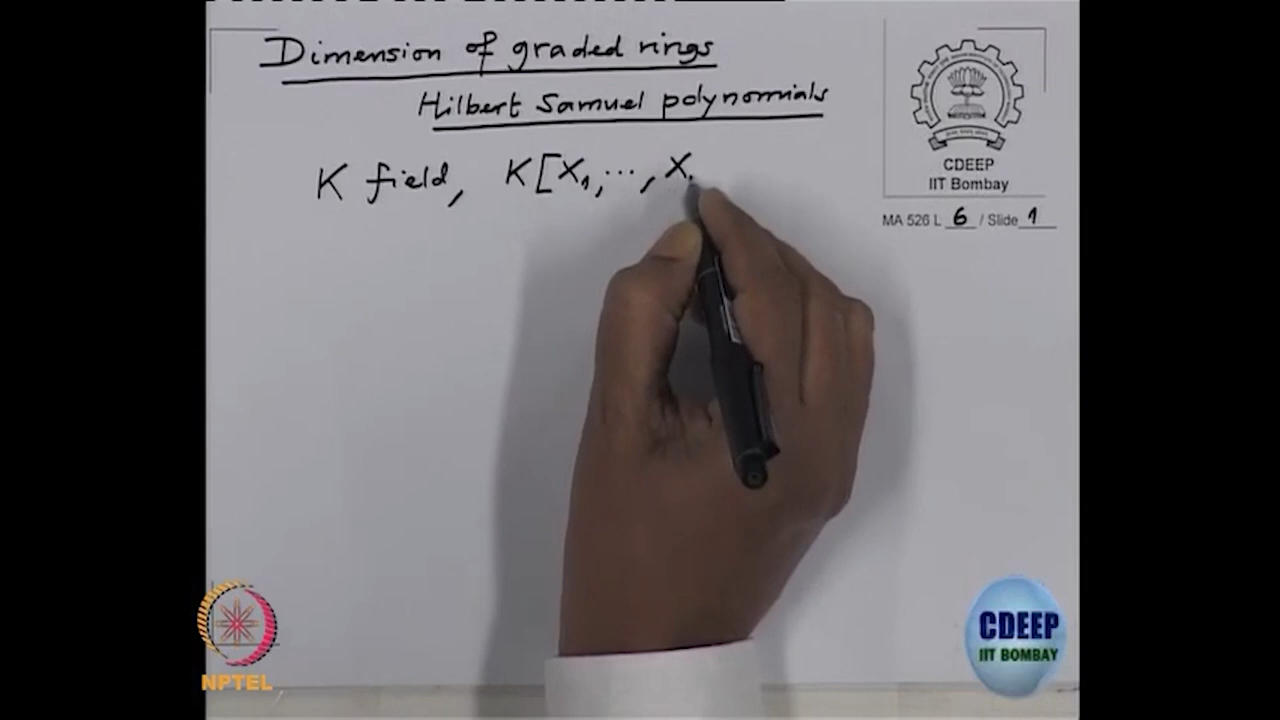 Dimension of graded rings
Hilbert Samuel polynomials
K field, K[X₁,⋯, X
CDEEP
IIT Bombay
MA 526 L 6 / Slide 1
NPTEL
CDEEP
IIT BOMBAY